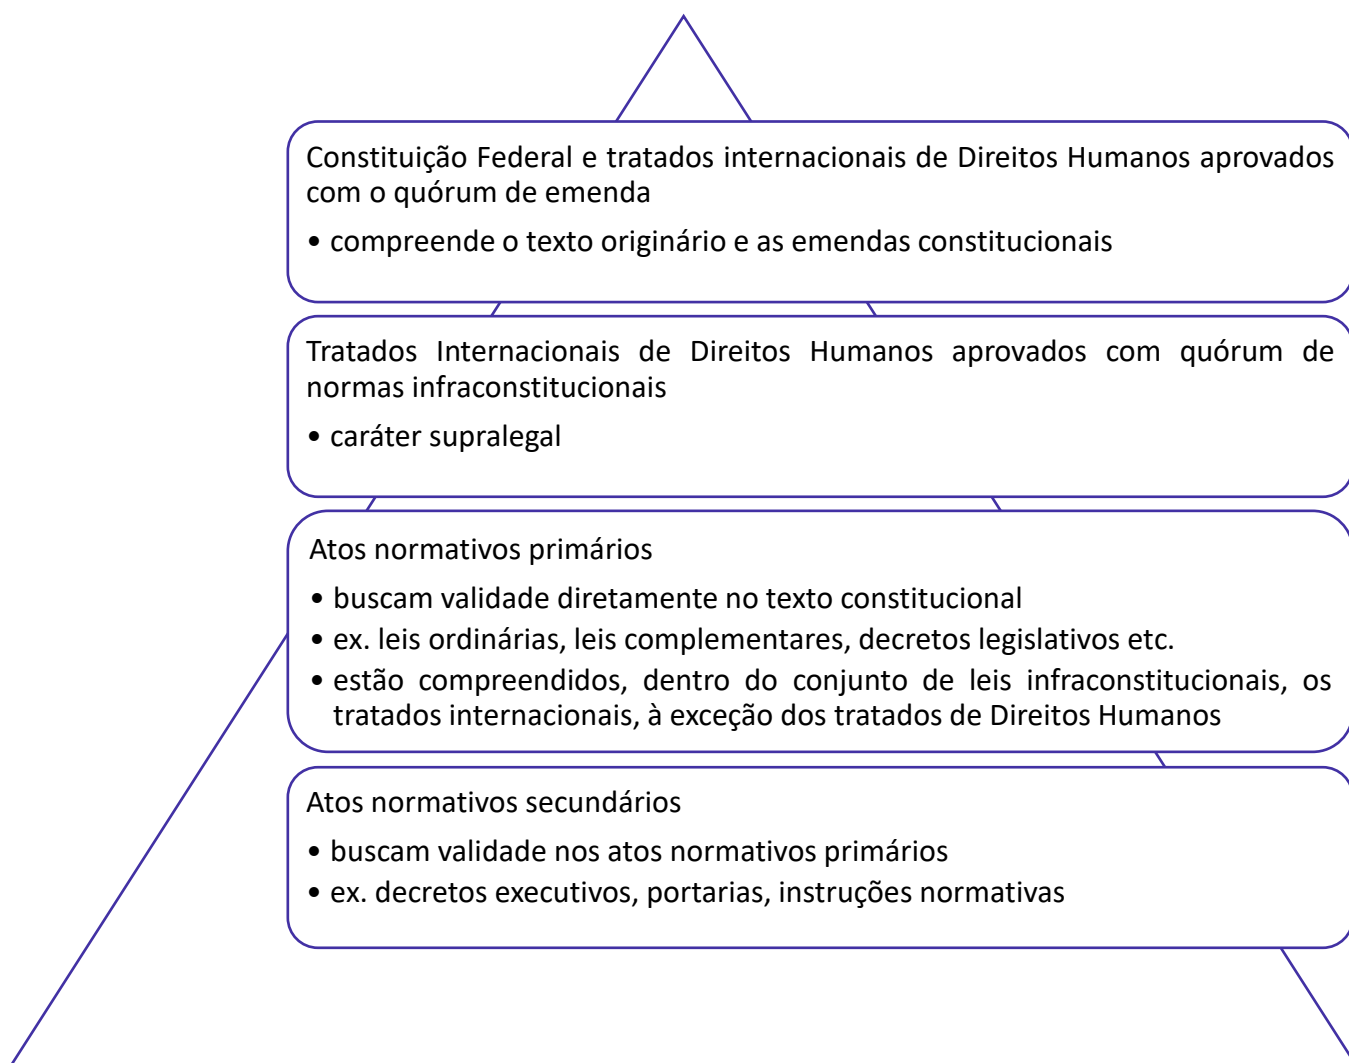 Constituição Federal e tratados internacionais de Direitos Humanos aprovados
com o quórum de emenda
• compreende o texto originário e as emendas constitucionais
Tratados Internacionais de Direitos Humanos aprovados com quórum de
normas infraconstitucionais
• caráter supralegal
Atos normativos primários
• buscam validade diretamente no texto constitucional
• ex. leis ordinárias, leis complementares, decretos legislativos etc.
• estão compreendidos, dentro do conjunto de leis infraconstitucionais, os
tratados internacionais, à exceção dos tratados de Direitos Humanos
Atos normativos secundários
• buscam validade nos atos normativos primários
• ex. decretos executivos, portarias, instruções normativas